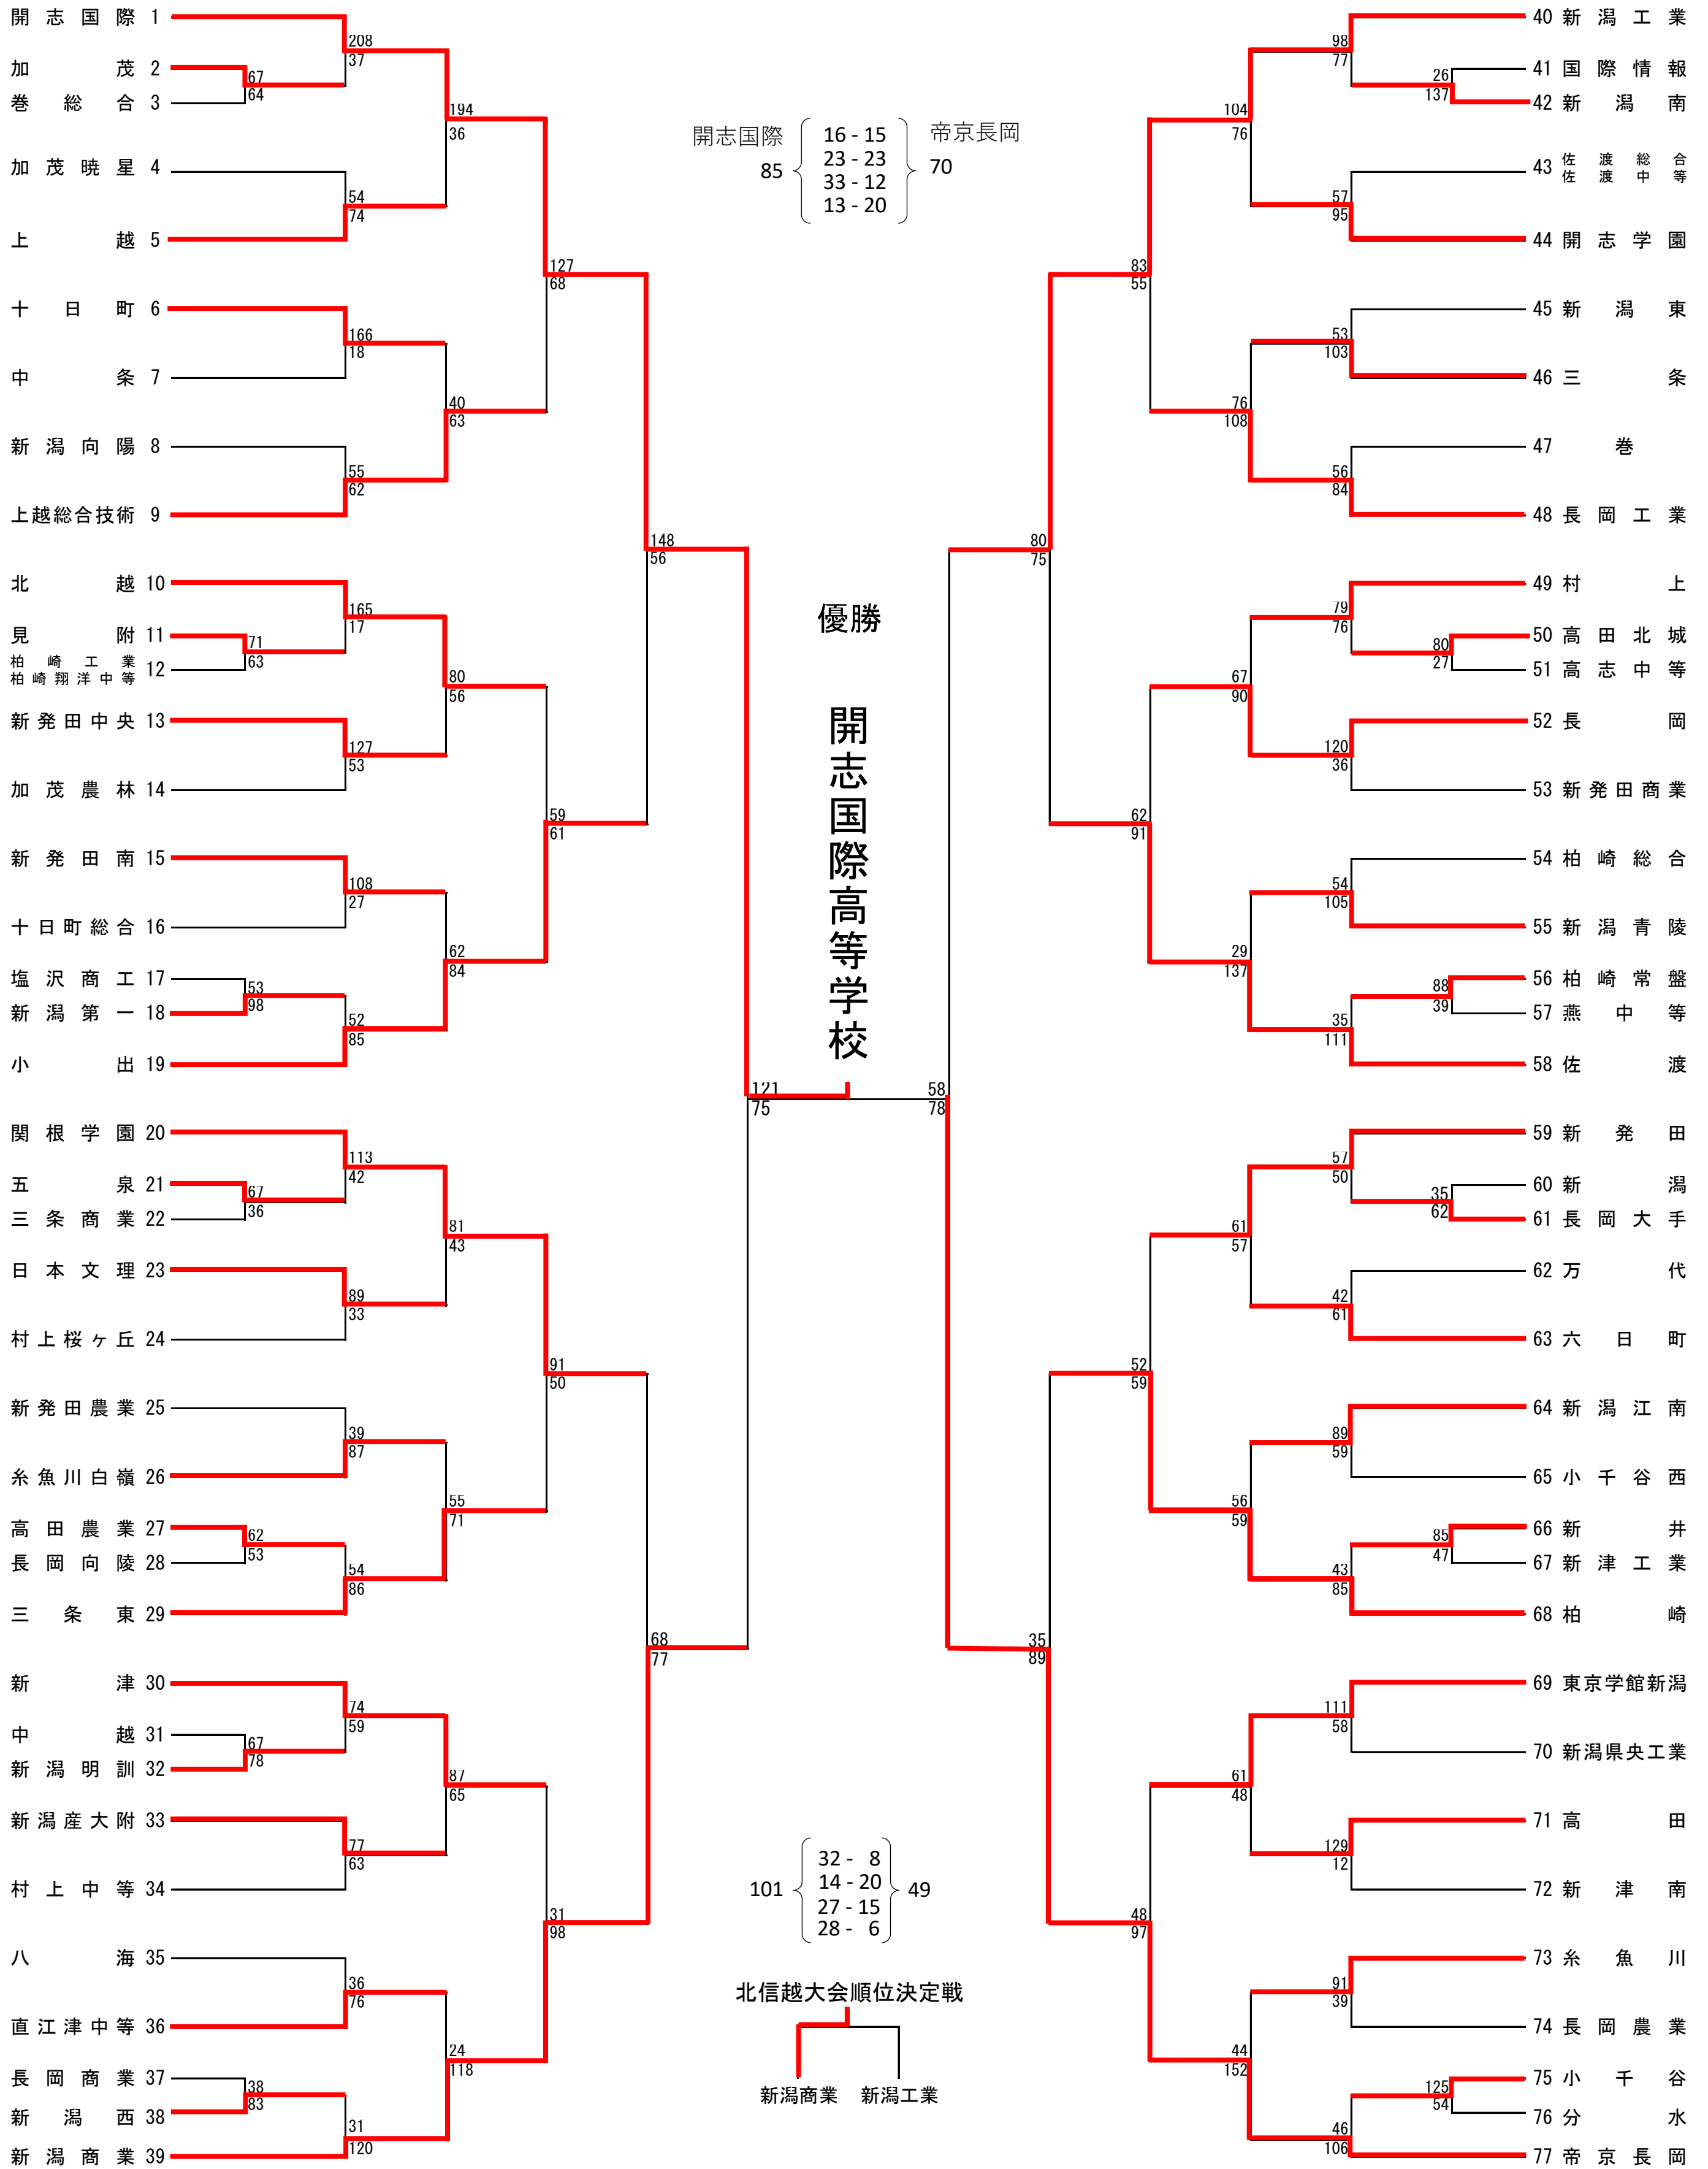 開志国際 1
208
37
加茂 2
67
64
巻総合 3
194
36
加茂暁星 4
54
74
上越 5
127
68
十日町 6
166
18
中条 7
40
63
新潟向陽 8
55
62
上越総合技術 9
148
56
北越 10
165
17
見附 11
71
63
柏崎工業
柏崎翔洋中等 12
80
56
新発田中央 13
127
53
加茂農林 14
59
61
新発田南 15
108
27
十日町総合 16
62
84
塩沢商工 17
53
98
新潟第一 18
52
85
小出 19
121
75
関根学園 20
113
42
五泉 21
67
36
三条商業 22
81
43
日本文理 23
89
33
村上桜ヶ丘 24
91
50
新発田農業 25
39
87
糸魚川白嶺 26
55
71
高田農業 27
62
53
長岡向陵 28
54
86
三条東 29
68
77
新津 30
74
59
中越 31
67
78
新潟明訓 32
87
65
新潟産大附 33
77
63
村上中等 34
31
98
八海 35
36
76
直江津中等 36
24
118
長岡商業 37
38
83
新潟西 38
31
120
新潟商業 39
開志国際
85
16 - 15
23 - 23
33 - 12
13 - 20
帝京長岡
70
優勝
開志国際高等学校
58
78
101
32 - 8
14 - 20
27 - 15
28 - 6
49
北信越大会順位決定戦
新潟商業 新潟工業
40 新潟工業
98
77
41 国際情報
26
137
42 新潟南
104
76
43 佐渡総合
佐渡中等
57
95
44 開志学園
83
55
45 新潟東
53
103
46 三条
76
108
47 巻
56
84
48 長岡工業
80
75
49 村上
79
76
50 高田北城
80
27
51 高志中等
67
90
52 長岡
120
36
53 新発田商業
62
91
54 柏崎総合
54
105
55 新潟青陵
29
137
56 柏崎常盤
88
39
57 燕中等
35
111
58 佐渡
59 新発田
57
50
60 新潟
35
62
61 長岡大手
61
57
62 万代
42
61
63 六日町
52
59
64 新潟江南
89
59
65 小千谷西
56
59
66 新井
85
47
67 新津工業
43
85
68 柏崎
35
89
69 東京学館新潟
111
58
70 新潟県央工業
61
48
71 高田
129
12
72 新津南
48
97
73 糸魚川
91
39
74 長岡農業
44
152
75 小千谷
125
54
76 分水
46
106
77 帝京長岡